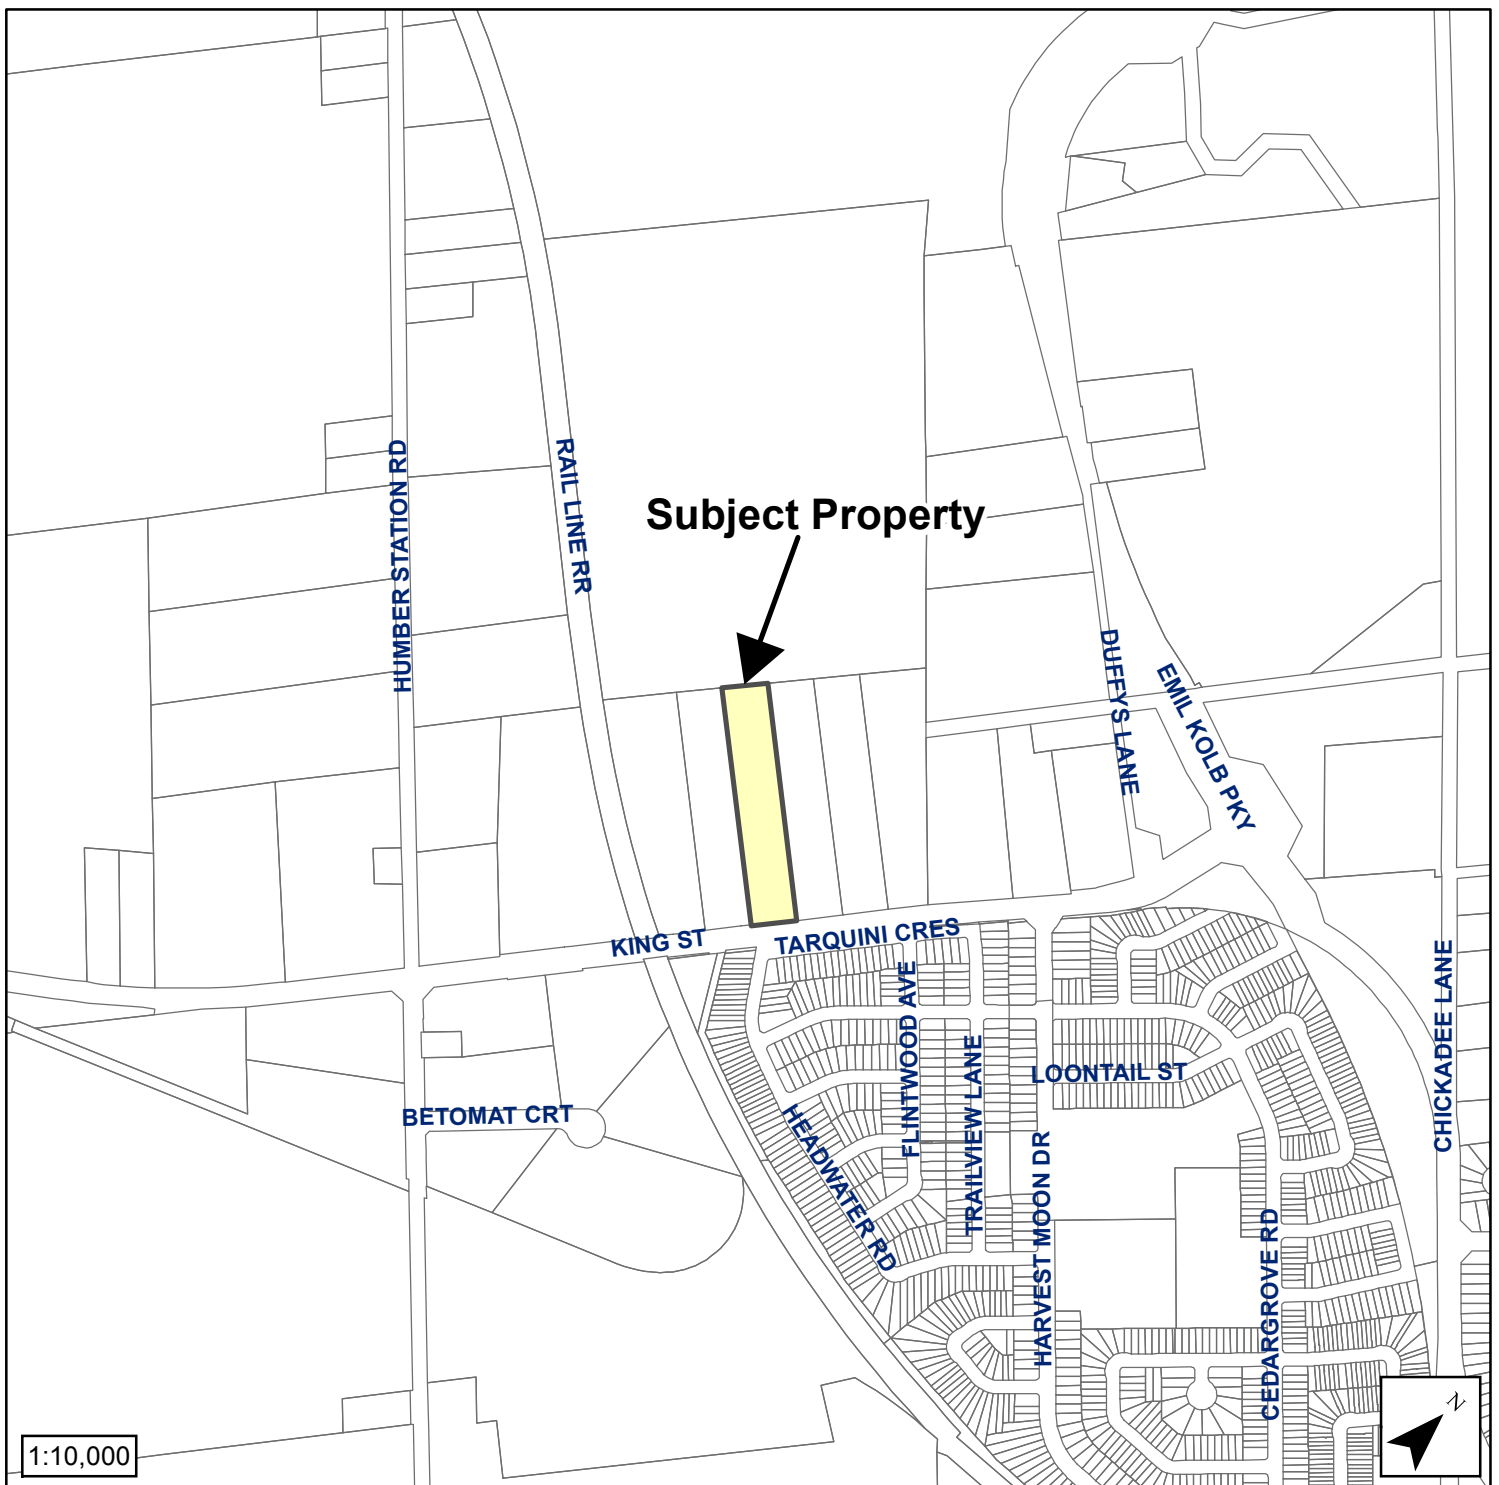 HUMBER STATION RD
RAIL LINE RR
Subject Property
DUFFYS LANE
EMIL KOLB PKY
KING ST
TARQUINI CRES
FLINTWOOD AVE
TRAILVIEW LANE
LOONTAIL ST
CHICKADEE LANE
BETOMAT CRT
HEADWATER RD
HARVEST MOON DR
CEDARGROVE RD
N
1:10,000